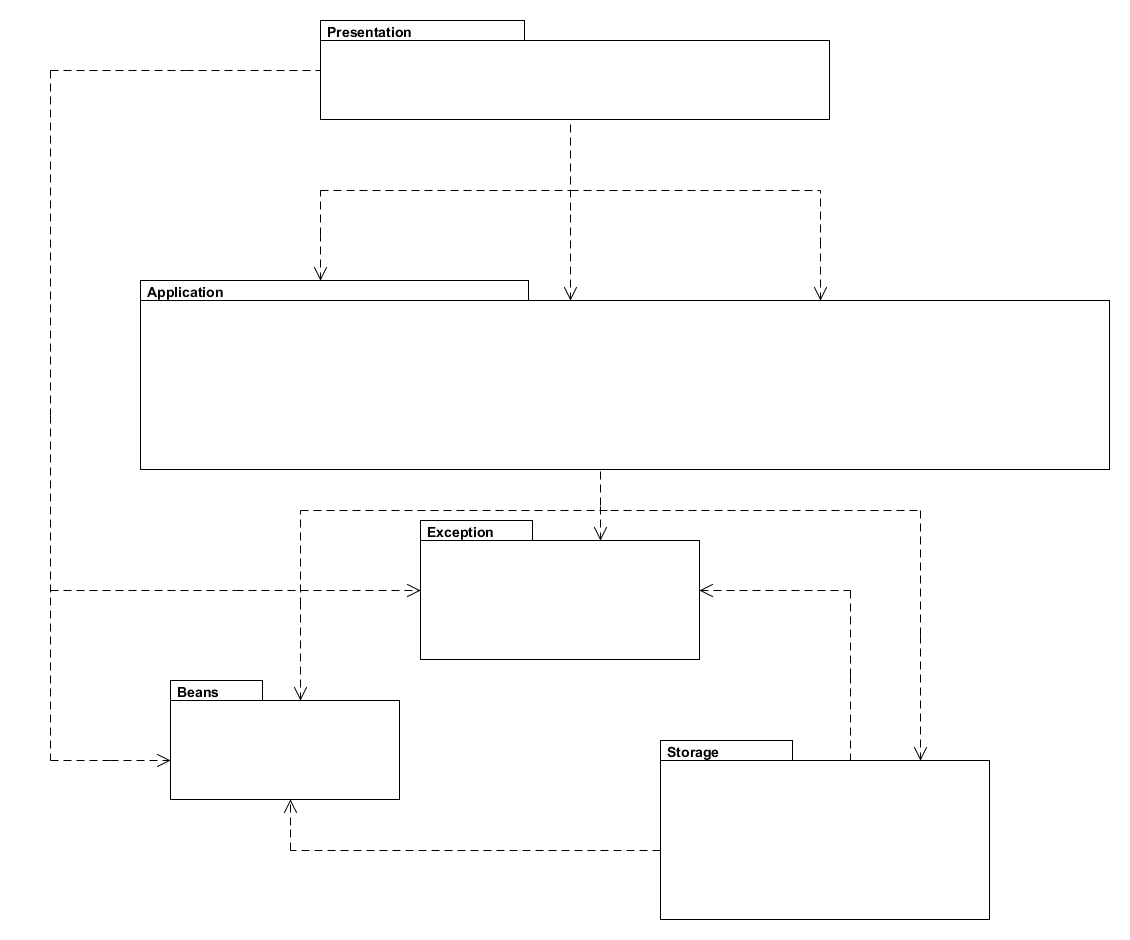 Presentation
Application
Exception
Beans
Storage